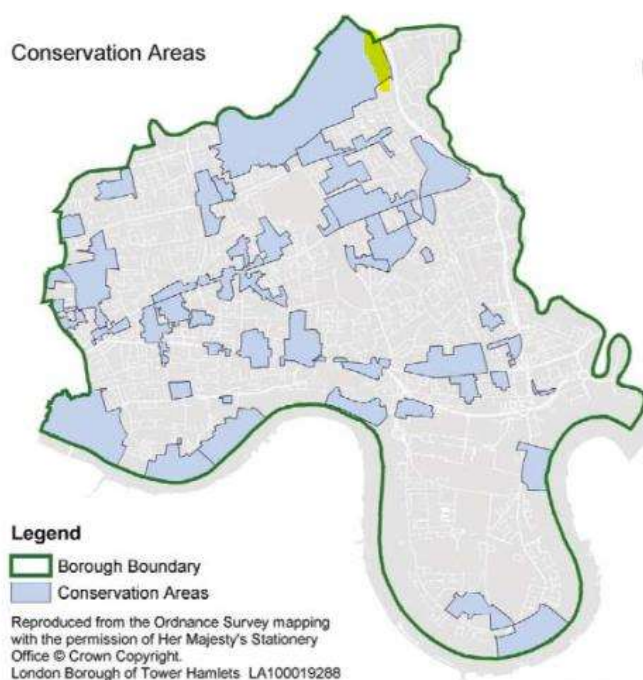 Conservation Areas
Legend
Borough Boundary
Conservation Areas
Reproduced from the Ordnance Survey mapping
with the permission of Her Majesty's Stationery
Office © Crown Copyright.
London Borough of Tower Hamlets LA100019288